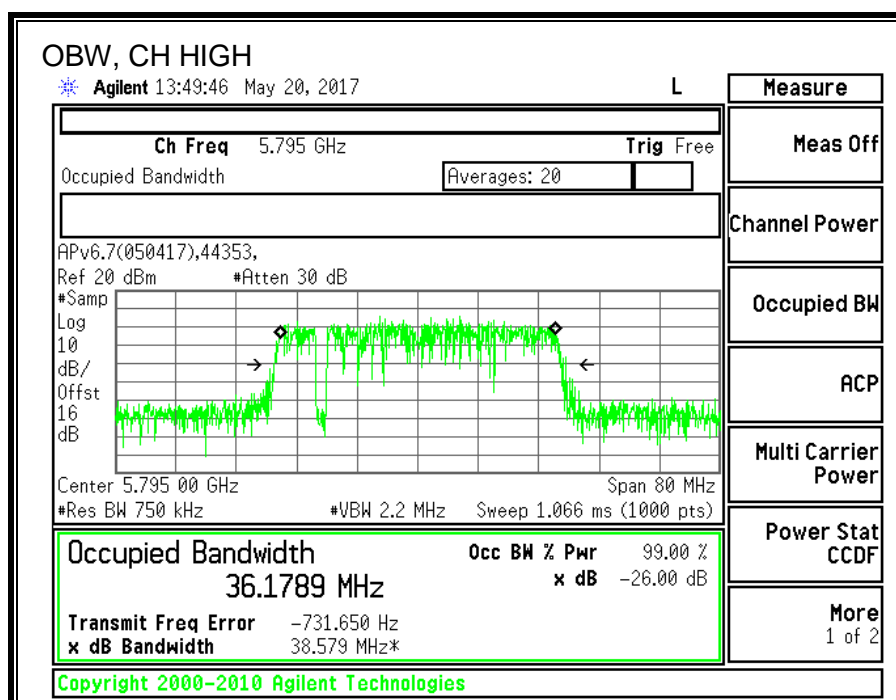 OBW, CH HIGH
Agilent 13:49:46 May 20, 2017 L
Measure
Ch Freq 5.795 GHz Trig Free
Meas Off
Occupied Bandwidth Averages: 20
Channel Power
APv6.7(050417),44353,
Ref 20 dBm #Atten 30 dB
#Samp
Log
10
dB/
Offst
16
dB
Occupied BW
ACP
Multi Carrier
Power
Center 5.795 00 GHz Span 80 MHz
#Res BW 750 kHz #VBW 2.2 MHz Sweep 1.066 ms (1000 pts)
Power Stat
CCDF
Occupied Bandwidth Occ BW % Pwr 99.00 %
36.1789 MHz x dB -26.00 dB
Transmit Freq Error -731.650 Hz
x dB Bandwidth 38.579 MHz*
More
1 of 2
Copyright 2000-2010 Agilent Technologies